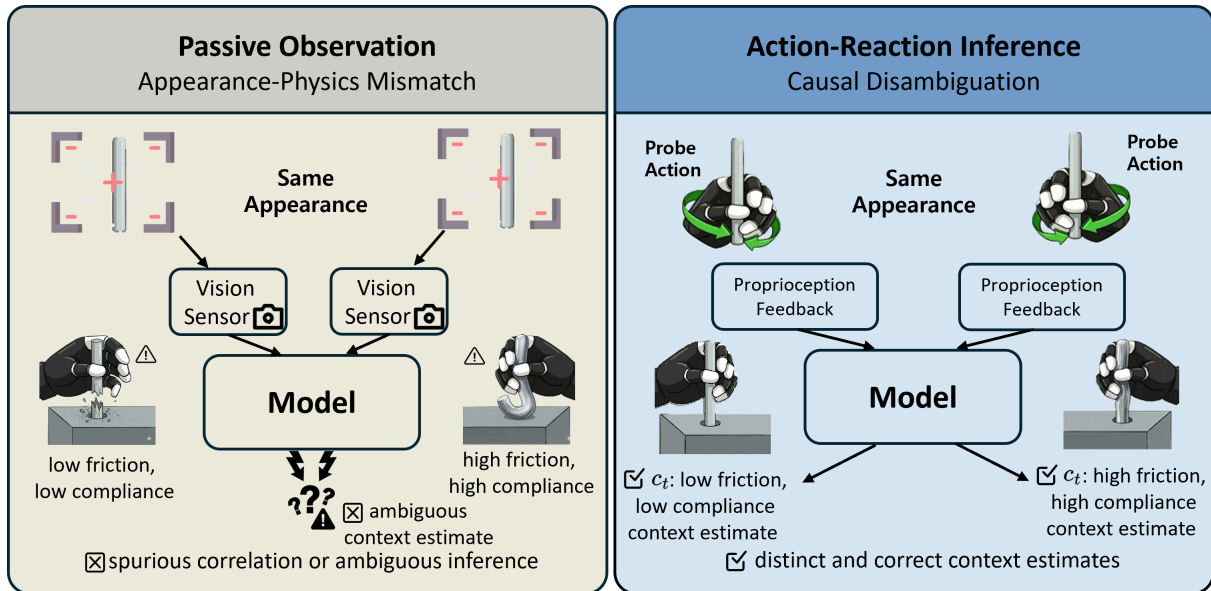 Passive Observation
Appearance-Physics Mismatch
Same
Appearance
Vision
Sensor
Vision
Sensor
Model
low friction,
low compliance
high friction,
high compliance
???
☒ ambiguous
context estimate
☒ spurious correlation or ambiguous inference
Action-Reaction Inference
Causal Disambiguation
Probe
Action
Same
Appearance
Probe
Action
Proprioception
Feedback
Proprioception
Feedback
Model
☑ c_t: low friction,
low compliance
context estimate
☑ c_t: high friction,
high compliance
context estimate
☑ distinct and correct context estimates